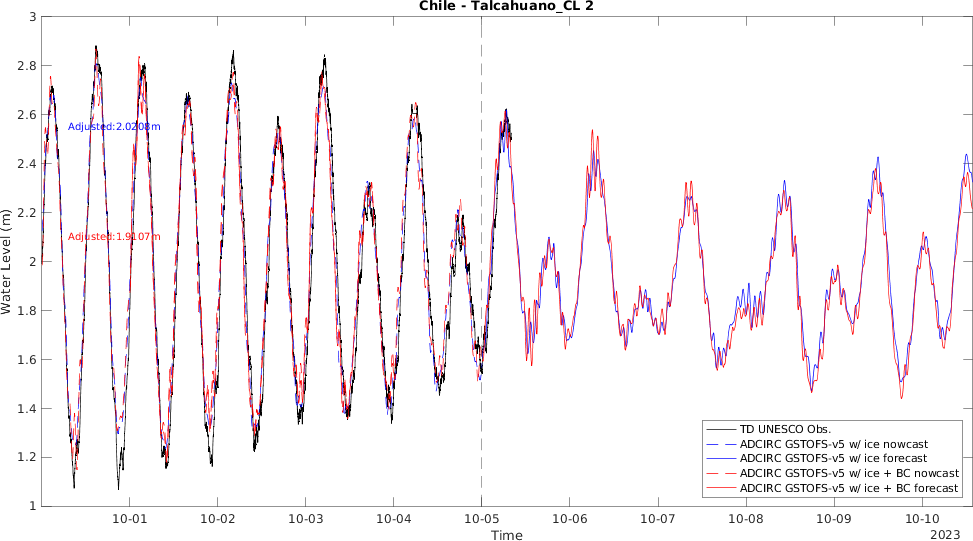 Chile - Talcahuano_CL 2
3
2.8
2.6
2.4
2.2
2
1.8
1.6
1.4
1.2
1
Water Level (m)
Adjusted:2.0208m
Adjusted:1.9107m
TD UNESCO Obs.
ADCIRC GSTOFS-v5 w/ ice nowcast
ADCIRC GSTOFS-v5 w/ ice forecast
ADCIRC GSTOFS-v5 w/ ice + BC nowcast
ADCIRC GSTOFS-v5 w/ ice + BC forecast
10-01 10-02 10-03 10-04 10-05 10-06 10-07 10-08 10-09 10-10
Time
2023